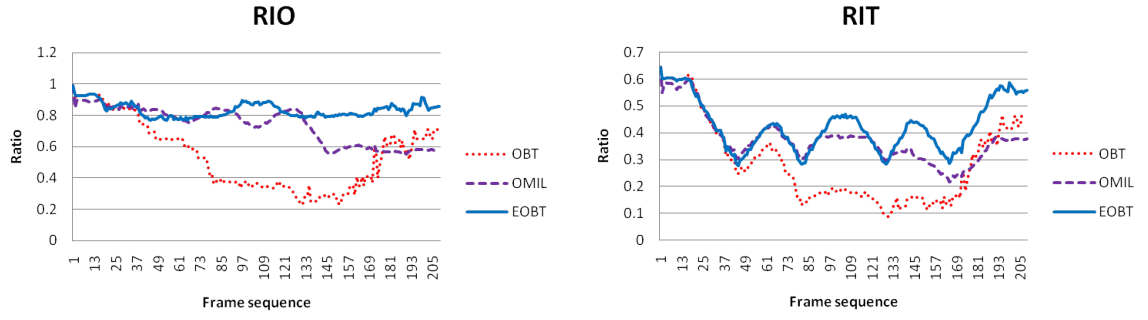 RIO
1.2
1
0.8
0.6
0.4
0.2
0
Ratio
1 13 25 37 49 61 73 85 97 109 121 133 145 157 169 181 193 205
Frame sequence
OBT
OMIL
EOBT
RIT
0.7
0.6
0.5
0.4
0.3
0.2
0.1
0
Ratio
1 13 25 37 49 61 73 85 97 109 121 133 145 157 169 181 193 205
Frame sequence
OBT
OMIL
EOBT